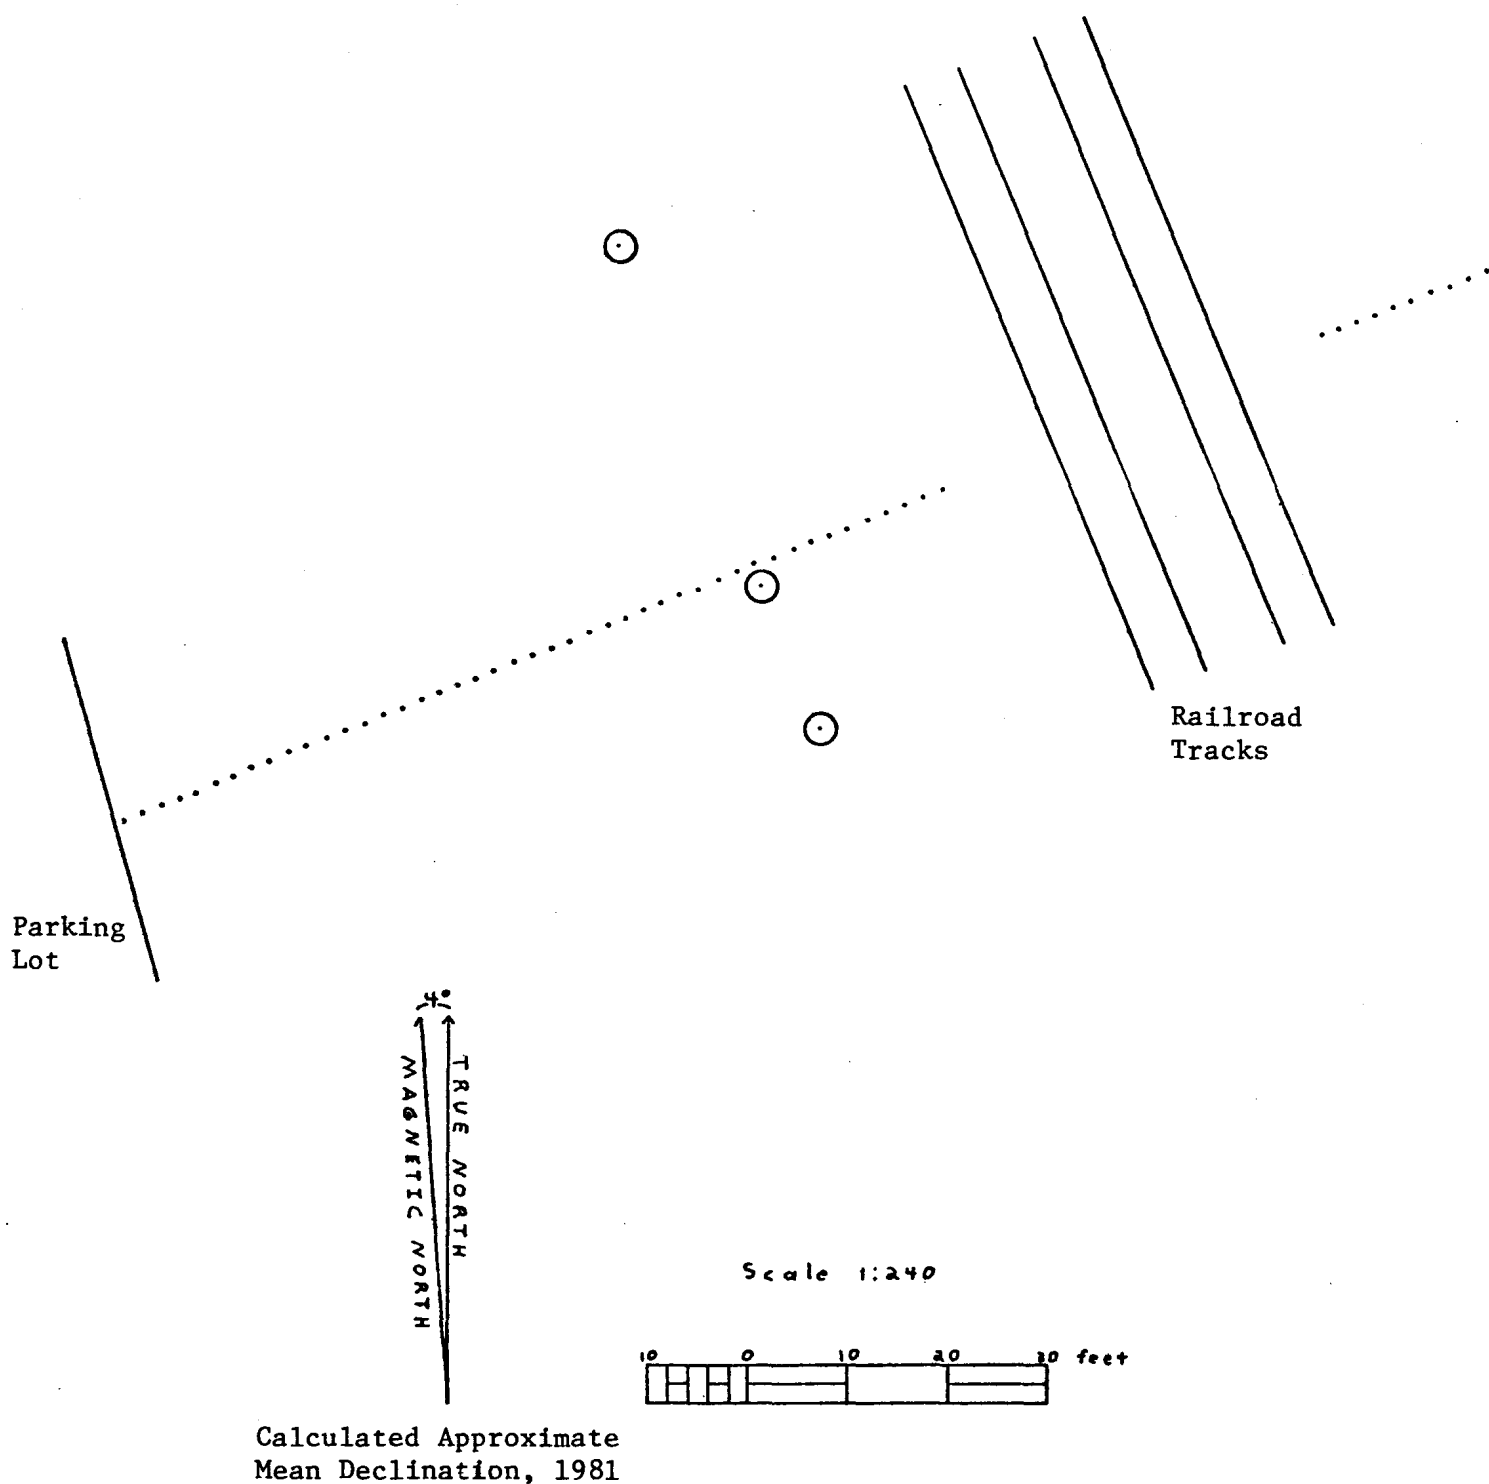 Railroad
Tracks
Parking
Lot
4°
TRUE NORTH
MAGNETIC NORTH
Scale 1:240
10 0 10 20 30 feet
Calculated Approximate
Mean Declination, 1981